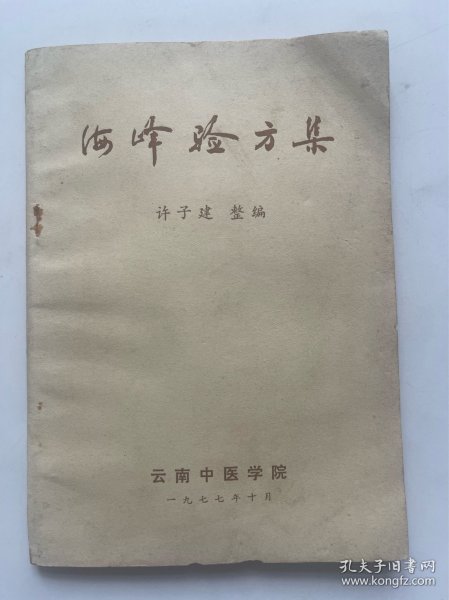 海峰验方集
许子建 整编
云南中医学院
一九七七年十月
孔夫子旧书网
www.kongfz.com